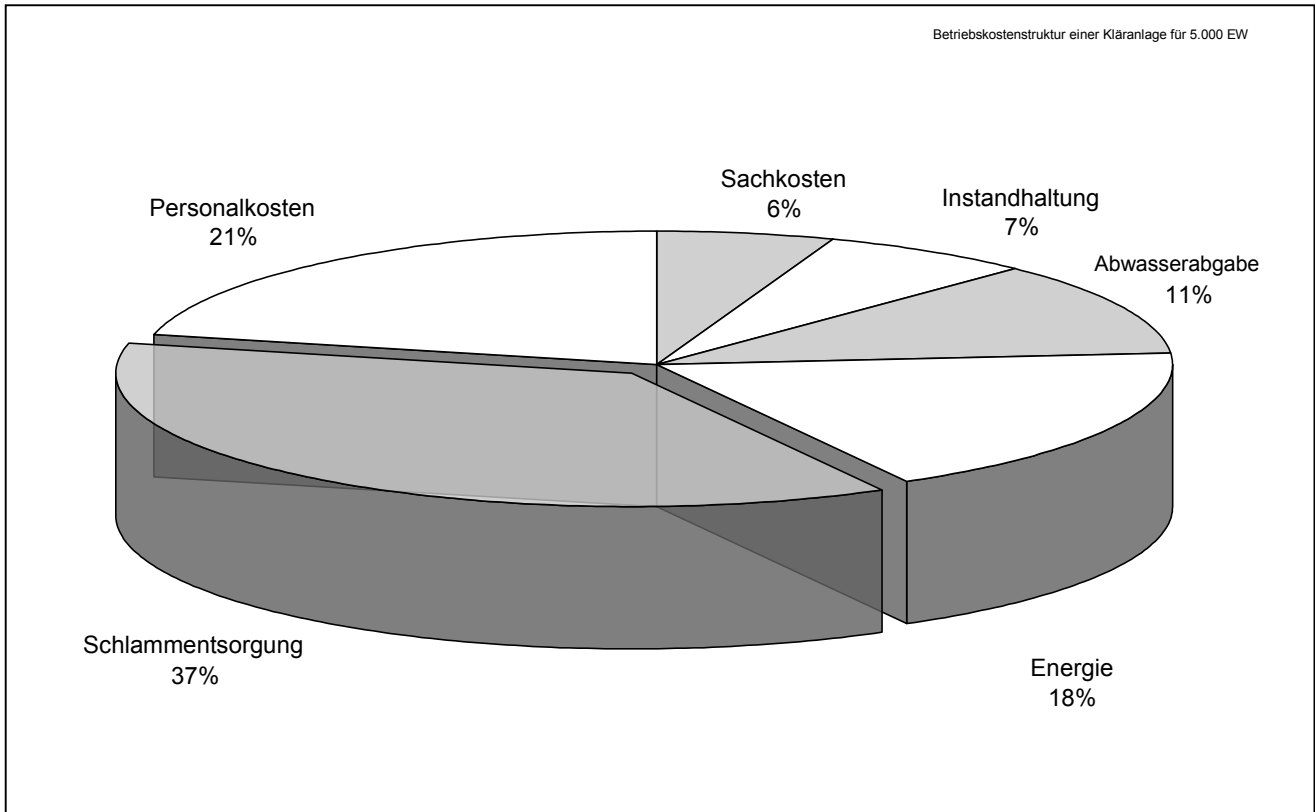 Betriebskostenstruktur einer Kläranlage für 5.000 EW
Sachkosten
6%
Instandhaltung
7%
Personalkosten
21%
Abwasserabgabe
11%
Schlammentsorgung
37%
Energie
18%